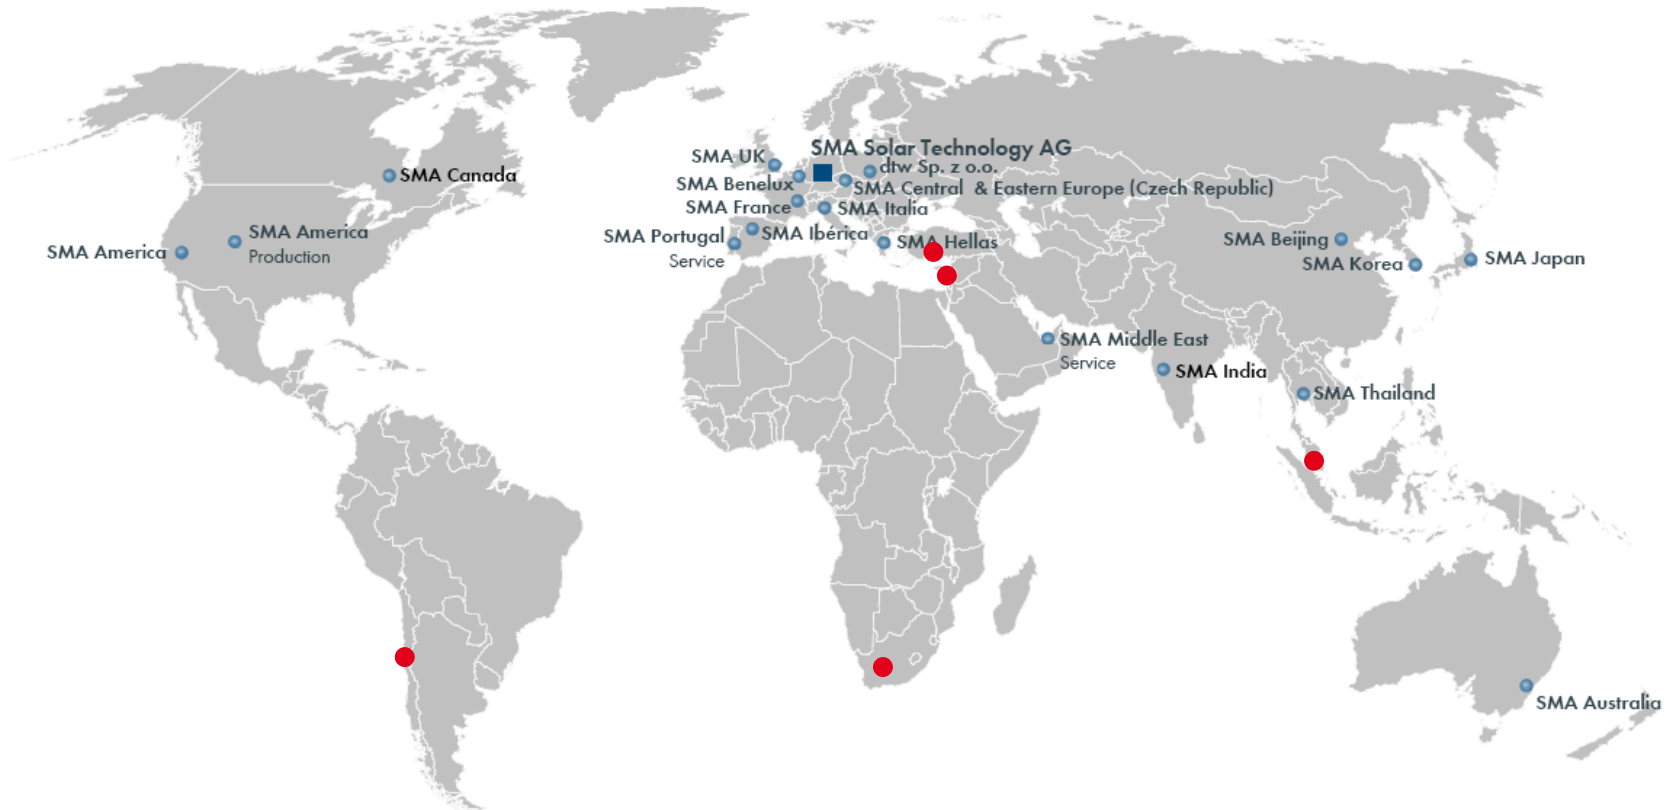 SMA Solar Technology AG
SMA UK
dtw Sp. z o.o.
SMA Canada
SMA Benelux
SMA Central & Eastern Europe (Czech Republic)
SMA France
SMA Italia
SMA America
Production
SMA America
SMA Portugal
Service
SMA Ibérica
SMA Hellas
SMA Beijing
SMA Korea
SMA Japan
SMA Middle East
Service
SMA India
SMA Thailand
SMA Australia